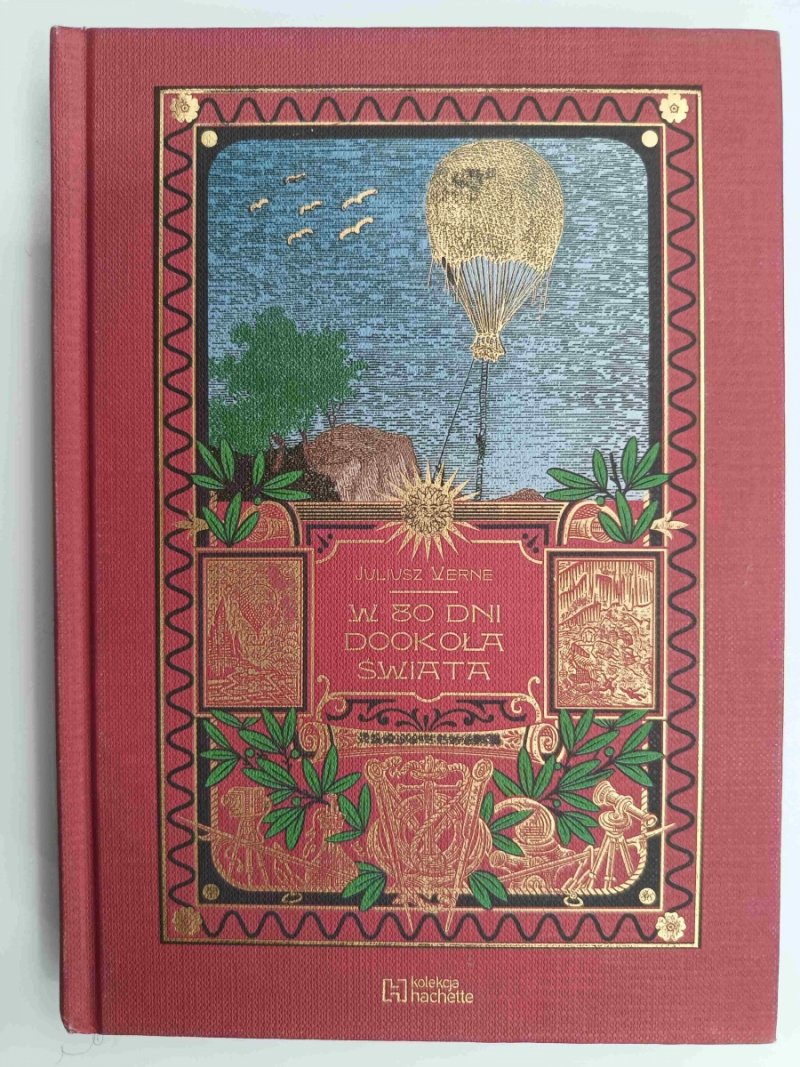 Juliusz Verne
W 80 DNI
DOOKOŁA
ŚWIATA
kolekcja
hachette